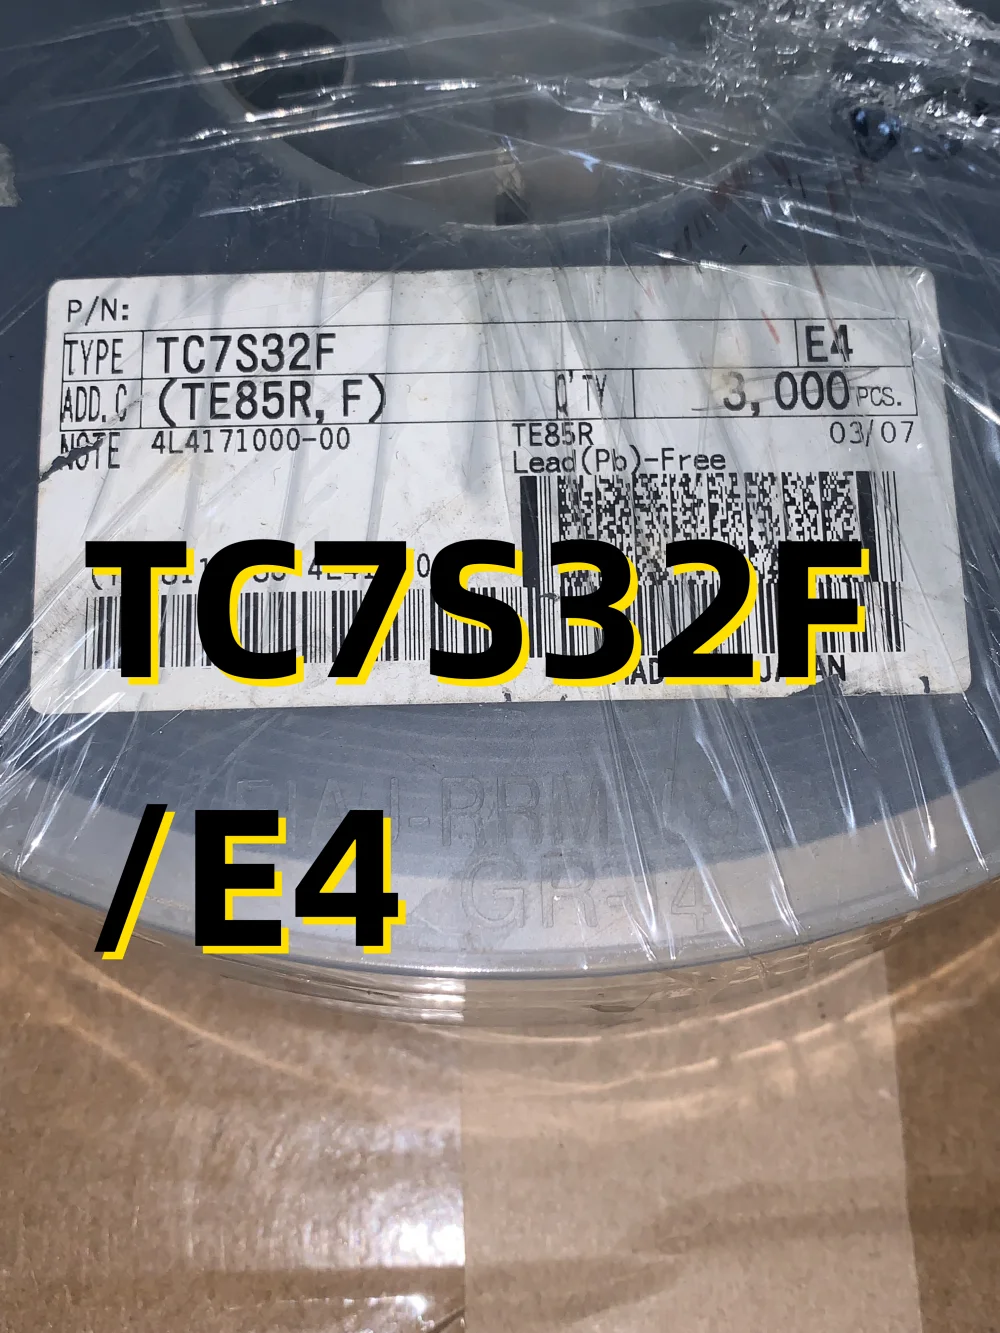 P/N:
TYPE TC7S32F E4
ADD.C (TE85R,F) Q'TY 3,000 PCS.
NOTE 4L4171000-00 TE85R 03/07
Lead(Pb)-Free
TC7S32F
/E4
GR